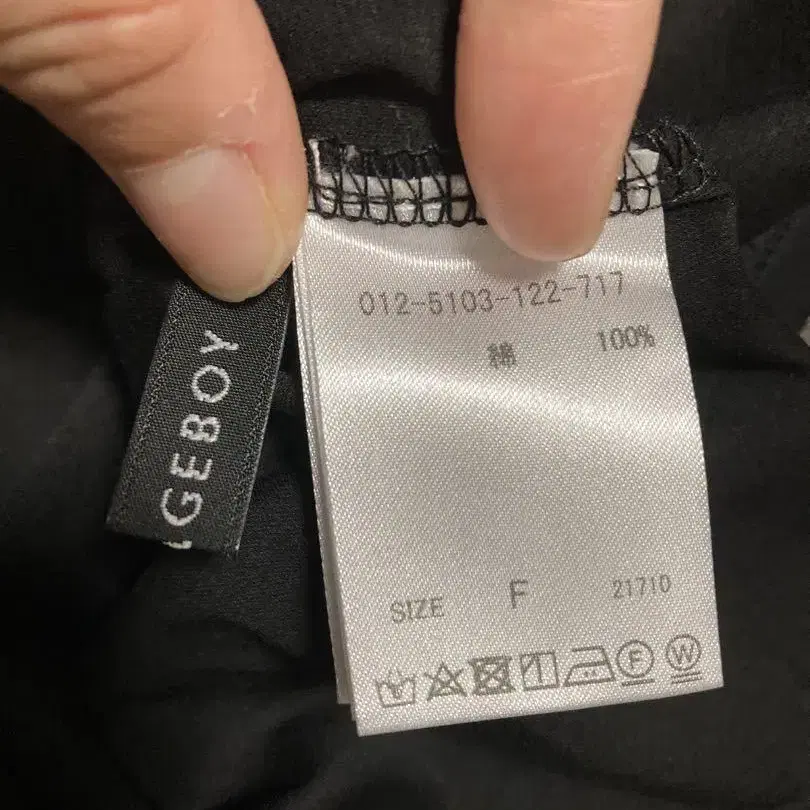 GEBOY
012-5103-122-717
綿 100%
SIZE F 21710
F W